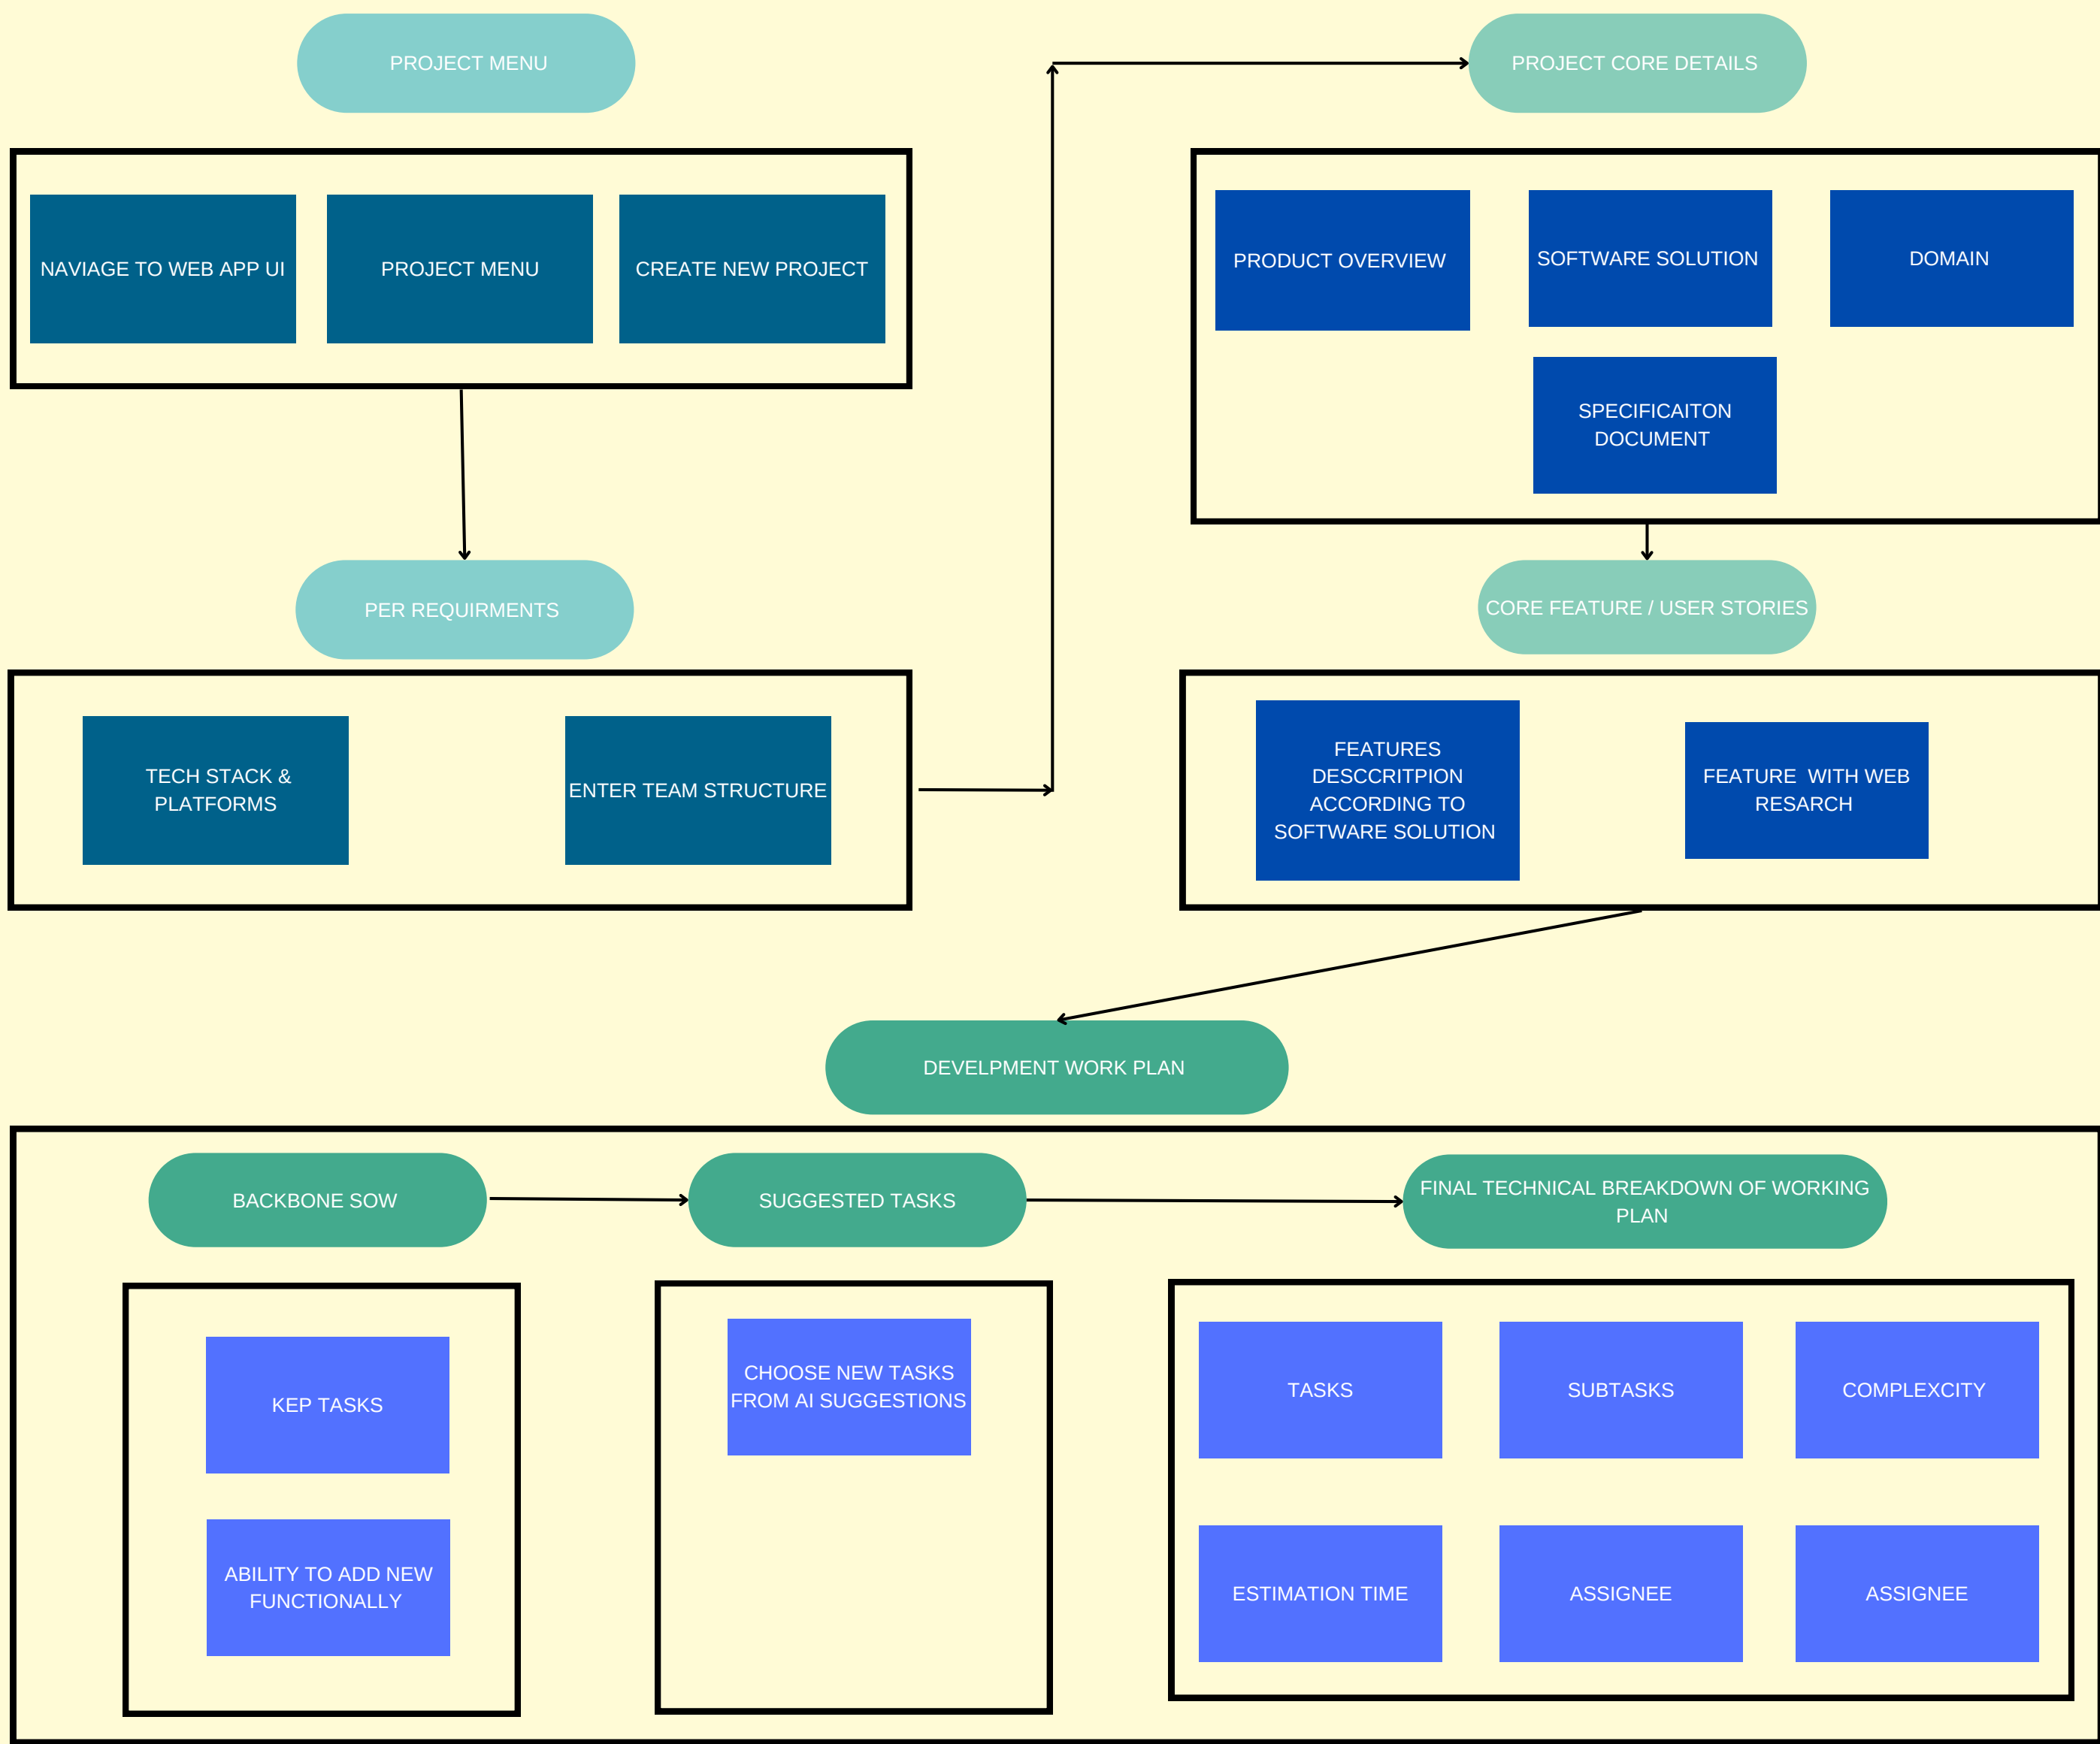 PROJECT MENU
NAVIAGE TO WEB APP UI
PROJECT MENU
CREATE NEW PROJECT
PER REQUIRMENTS
TECH STACK &
PLATFORMS
ENTER TEAM STRUCTURE
PROJECT CORE DETAILS
PRODUCT OVERVIEW
SOFTWARE SOLUTION
DOMAIN
SPECIFICAITON
DOCUMENT
CORE FEATURE / USER STORIES
FEATURES
DESCCRITPION
ACCORDING TO
SOFTWARE SOLUTION
FEATURE WITH WEB
RESARCH
DEVELPMENT WORK PLAN
BACKBONE SOW
KEP TASKS
ABILITY TO ADD NEW
FUNCTIONALLY
SUGGESTED TASKS
CHOOSE NEW TASKS
FROM AI SUGGESTIONS
FINAL TECHNICAL BREAKDOWN OF WORKING
PLAN
TASKS
SUBTASKS
COMPLEXCITY
ESTIMATION TIME
ASSIGNEE
ASSIGNEE